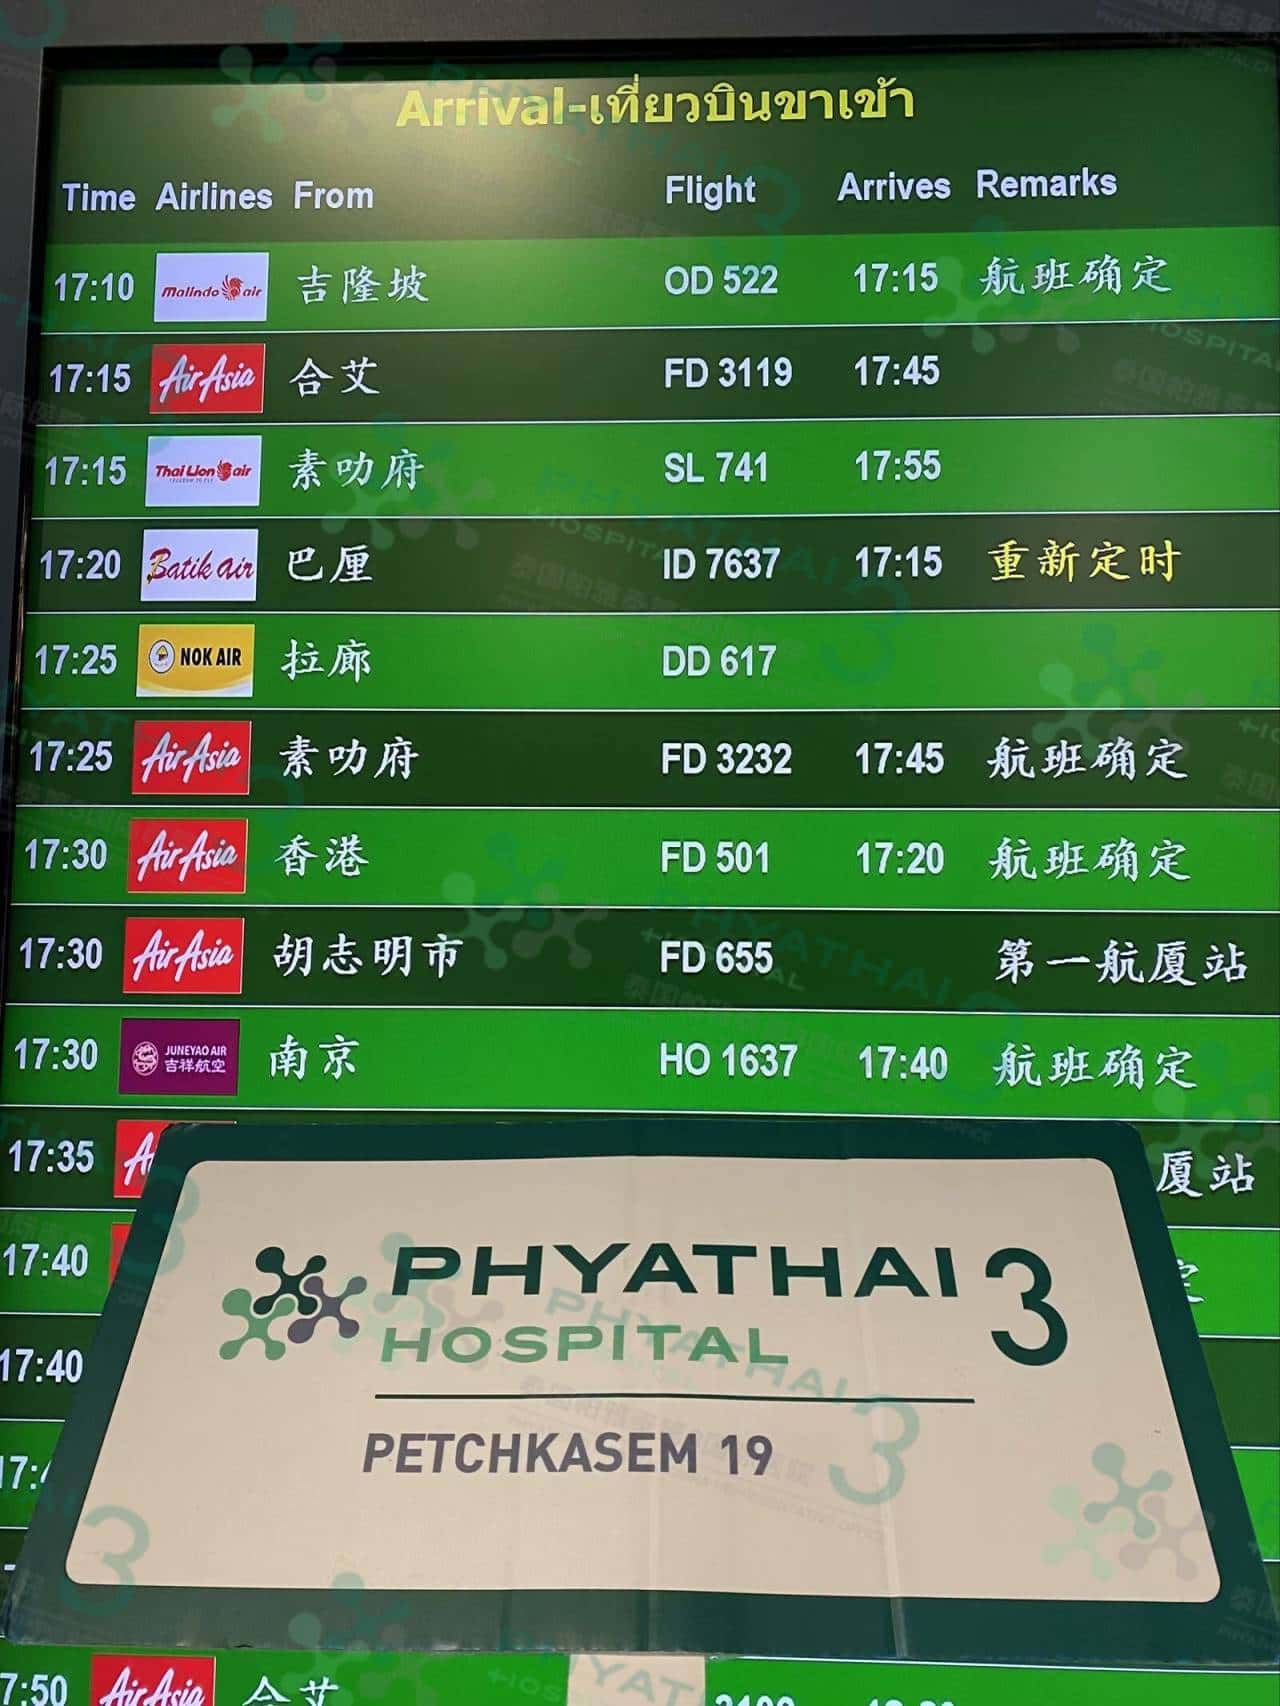 Arrival-เที่ยวบินขาเข้า
Time Airlines From Flight Arrives Remarks
17:10 Malindo air 吉隆坡 OD 522 17:15 航班确定
17:15 AirAsia 合艾 FD 3119 17:45
17:15 Thai Lion air 素叻府 SL 741 17:55
17:20 Batik air 巴厘 ID 7637 17:15 重新定时
17:25 NOK AIR 拉廊 DD 617
17:25 AirAsia 素叻府 FD 3232 17:45 航班确定
17:30 AirAsia 香港 FD 501 17:20 航班确定
17:30 AirAsia 胡志明市 FD 655 第一航厦站
17:30 JUNEYAO AIR 吉祥航空 南京 HO 1637 17:40 航班确定
17:35 厦站
17:40
17:40
PHYATHAI 3
HOSPITAL
PETCHKASEM 19
7:50 AirAsia 合艾